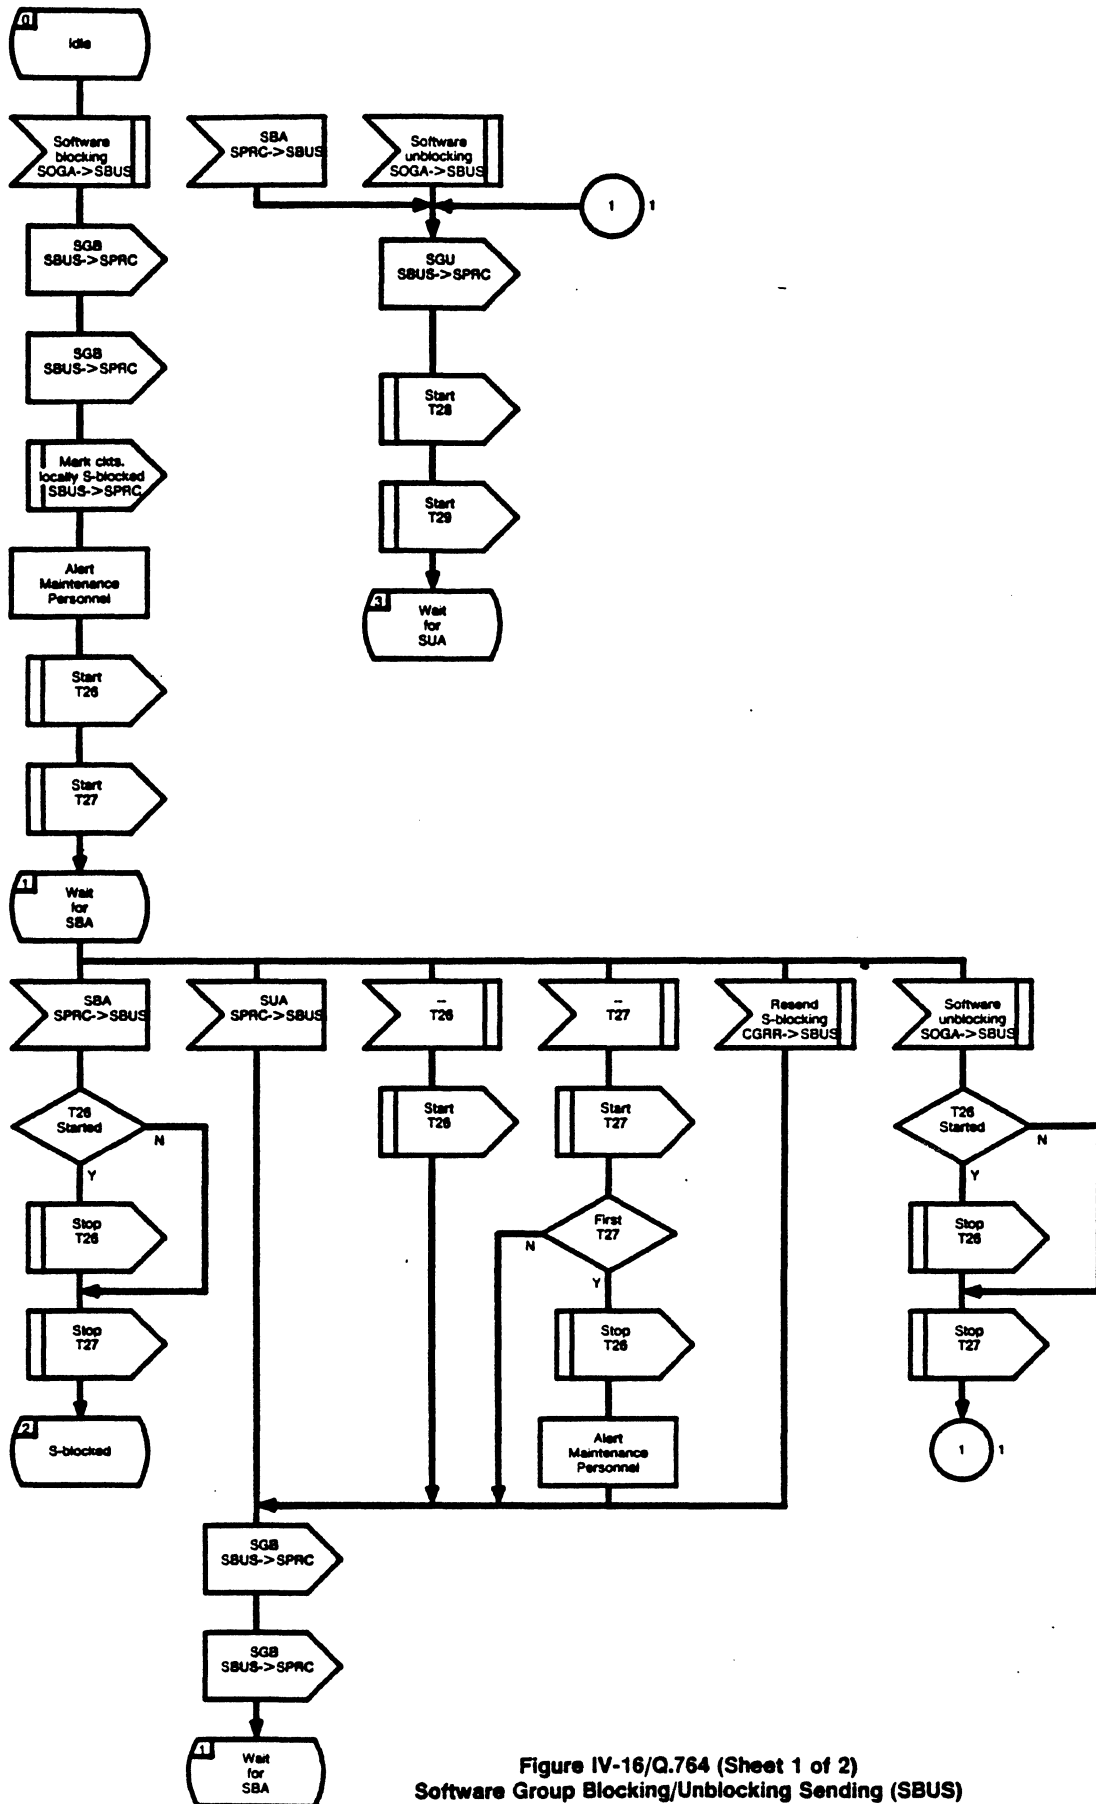 0
Idle
Software
blocking
SOGA->SBUS
SBA
SPRC->SBUS
Software
unblocking
SOGA->SBUS
1
1
SGB
SBUS->SPRC
SGU
SBUS->SPRC
SGB
SBUS->SPRC
Start
T28
Mark ckts.
locally S-blocked
SBUS->SPRC
Start
T29
Alert
Maintenance
Personnel
3
Wait
for
SUA
Start
T26
Start
T27
1
Wait
for
SBA
SBA
SPRC->SBUS
SUA
SPRC->SBUS
–
T26
–
T27
Resend
S-blocking
CGRR->SBUS
Software
unblocking
SOGA->SBUS
T26
Started
N
Y
Start
T26
Start
T27
T26
Started
N
Y
Stop
T26
First
T27
N
Y
Stop
T26
Stop
T27
Stop
T26
Stop
T27
2
S-blocked
Alert
Maintenance
Personnel
1
1
SGB
SBUS->SPRC
SGB
SBUS->SPRC
1
Wait
for
SBA
Figure IV-16/Q.764 (Sheet 1 of 2)
Software Group Blocking/Unblocking Sending (SBUS)